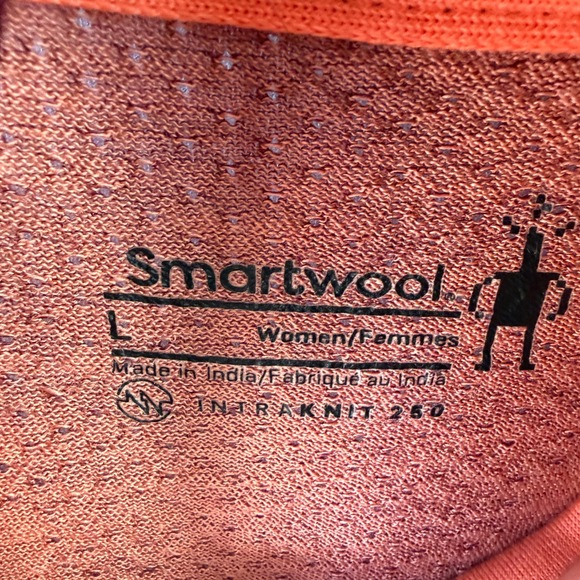 Smartwool
L Women/Femmes
Made in India/Fabriqué au India
INTRAKNIT 250